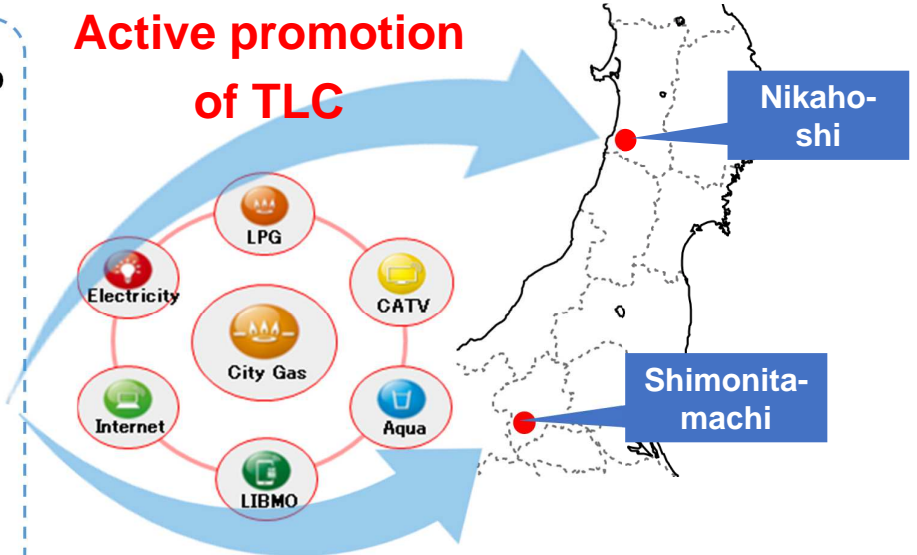 Active promotion
of TLC
Nikaho-
shi
LPG
Electricity
CATV
City Gas
Internet
Aqua
LIBMO
Shimonita-
machi